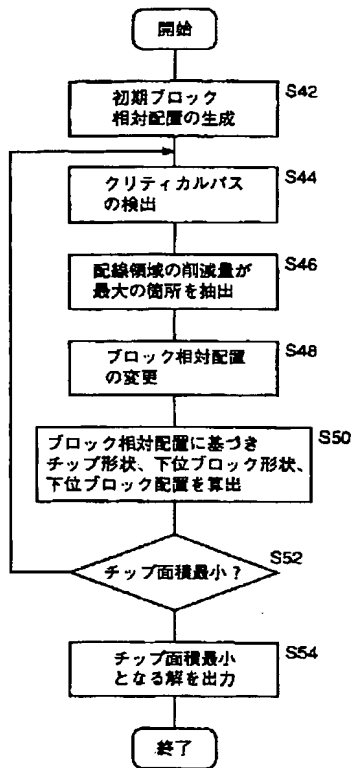 開始
S42
初期ブロック
相対配置の生成
S44
クリティカルパス
の検出
S46
配線領域の削減量が
最大の箇所を抽出
S48
ブロック相対配置
の変更
S50
ブロック相対配置に基づき
チップ形状、下位ブロック形状、
下位ブロック配置を算出
S52
チップ面積最小？
S54
チップ面積最小
となる解を出力
終了